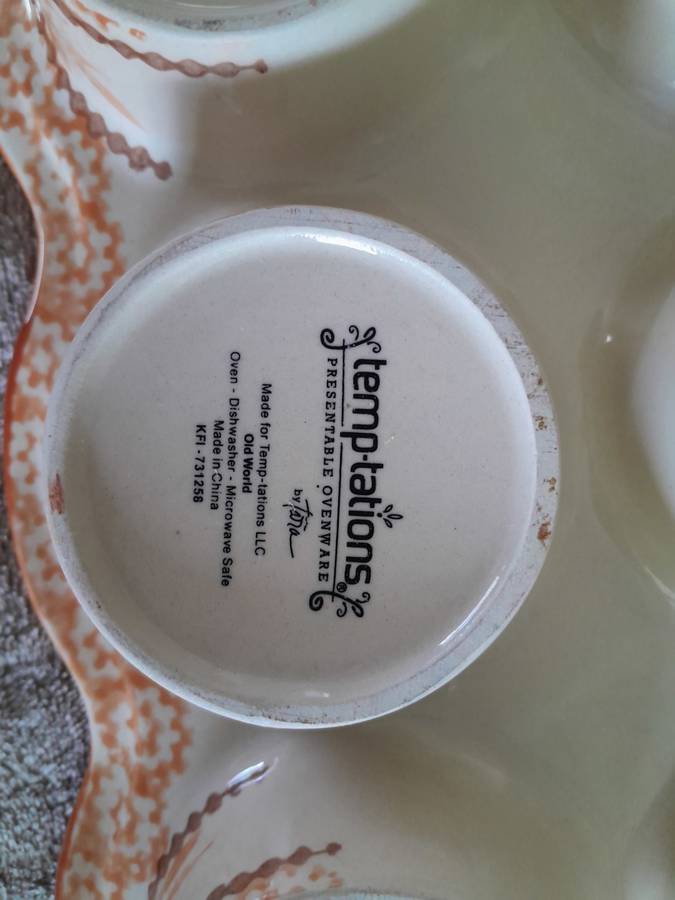 temp-tations®
PRESENTABLE OVENWARE
by Tara
Made for Temp-tations LLC
Old World
Oven - Dishwasher - Microwave Safe
Made in China
KFI - 731258